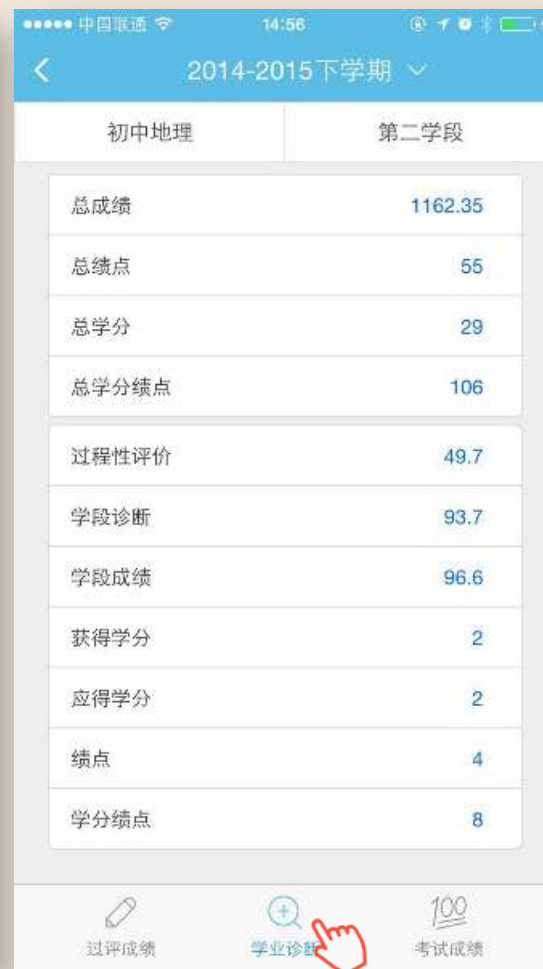 中国联通 14:56
2014-2015下学期
初中地理 第二学段
总成绩 1162.35
总绩点 55
总学分 29
总学分绩点 106
过程性评价 49.7
学段诊断 93.7
学段成绩 96.6
获得学分 2
应得学分 2
绩点 4
学分绩点 8
100
过评成绩 学业诊断 考试成绩